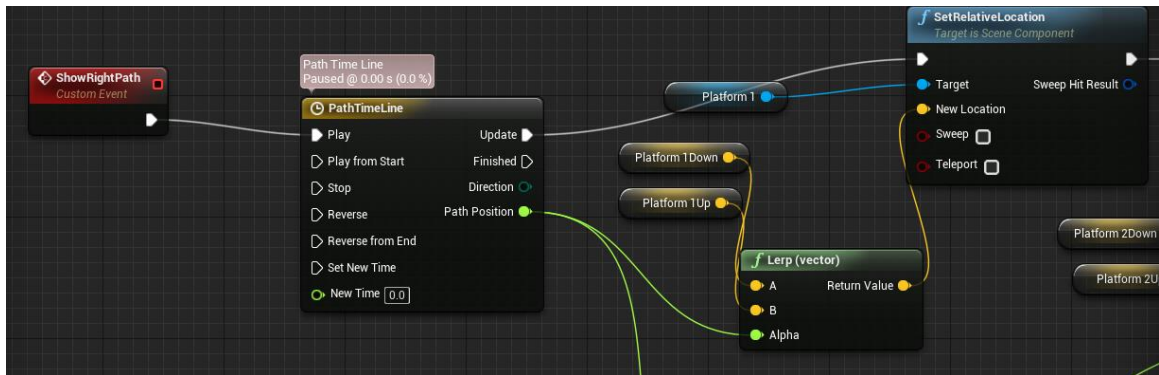 ShowRightPath
Custom Event
Path Time Line
Paused @ 0.00 s (0.0 %)
PathTimeLine
Play
Update
Play from Start
Finished
Stop
Direction
Reverse
Path Position
Reverse from End
Set New Time
New Time 0.0
Platform 1
Platform 1Down
Platform 1Up
f Lerp (vector)
A
Return Value
B
Alpha
f SetRelativeLocation
Target is Scene Component
Target
Sweep Hit Result
New Location
Sweep
Teleport
Platform 2Down
Platform 2U